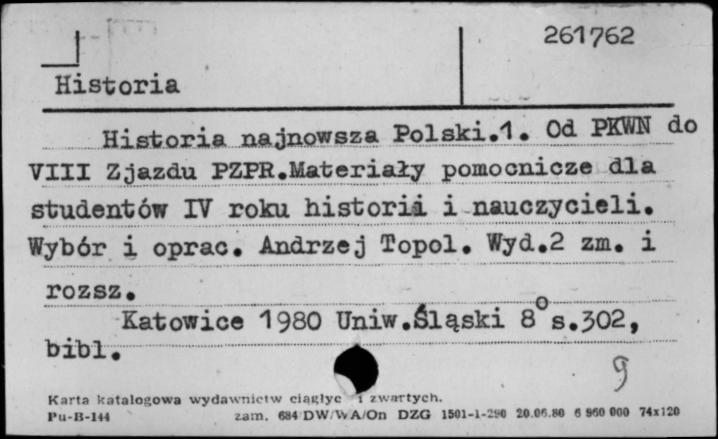 261762
Historia
Historia najnowsza Polski.1. Od PKWN do
VIII Zjazdu PZPR.Materiały pomocnicze dla
studentów IV roku historii i nauczycieli.
Wybór i oprac. Andrzej Topol. Wyd.2 zm. i
rozsz.
Katowice 1980 Uniw.Śląski 8° s.302,
bibl.
9
Karta katalogowa wydawnictw ciągłyc i zwartych.
Pu-B-144 zam. 684/DW/WA/On DZG 1501-1-290 20.06.80 6 960 000 74x120